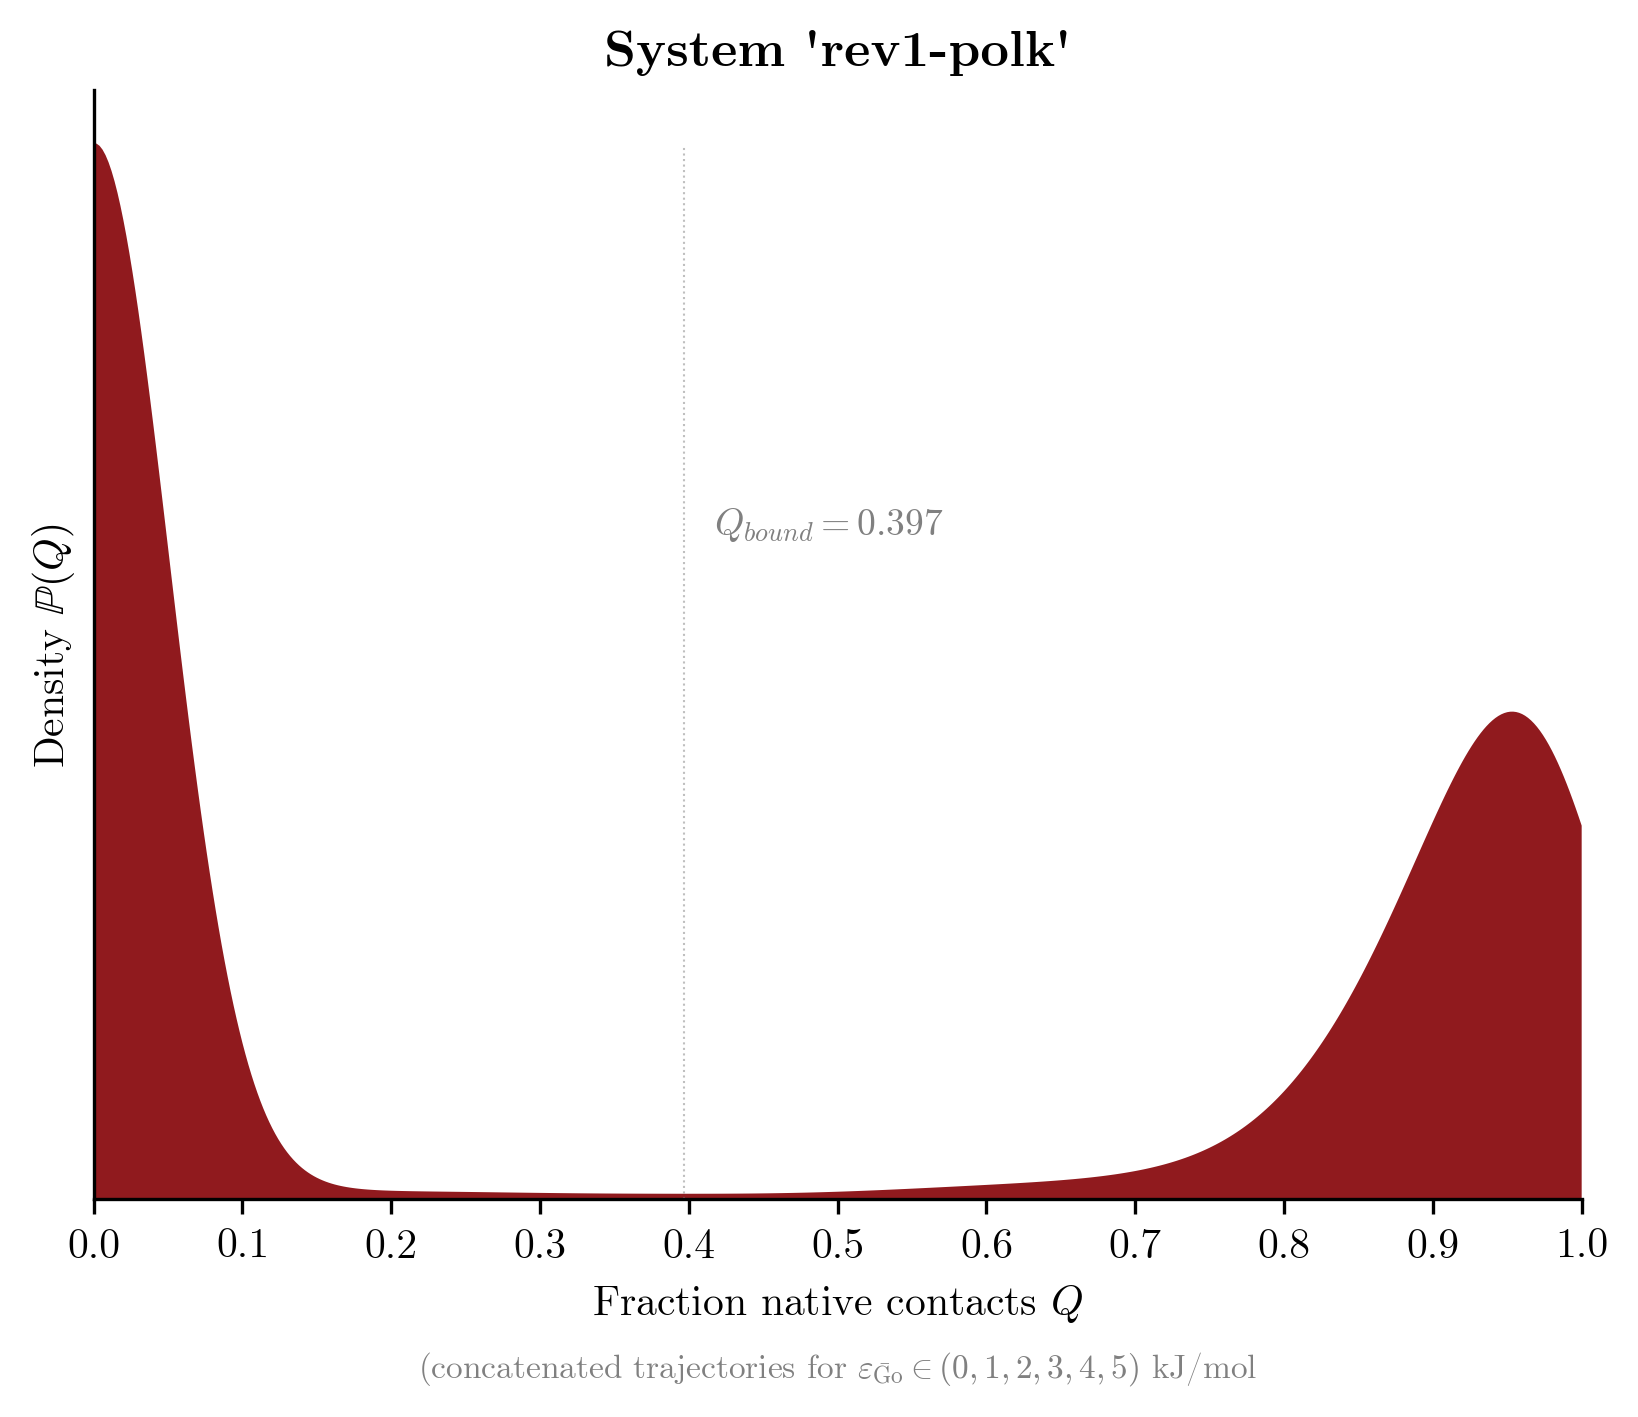 System 'rev1-polk'
Density ℙ(Q)
Q_bound = 0.397
0.0 0.1 0.2 0.3 0.4 0.5 0.6 0.7 0.8 0.9 1.0
Fraction native contacts Q
(concatenated trajectories for ε_Ḡo ∈ (0, 1, 2, 3, 4, 5) kJ/mol